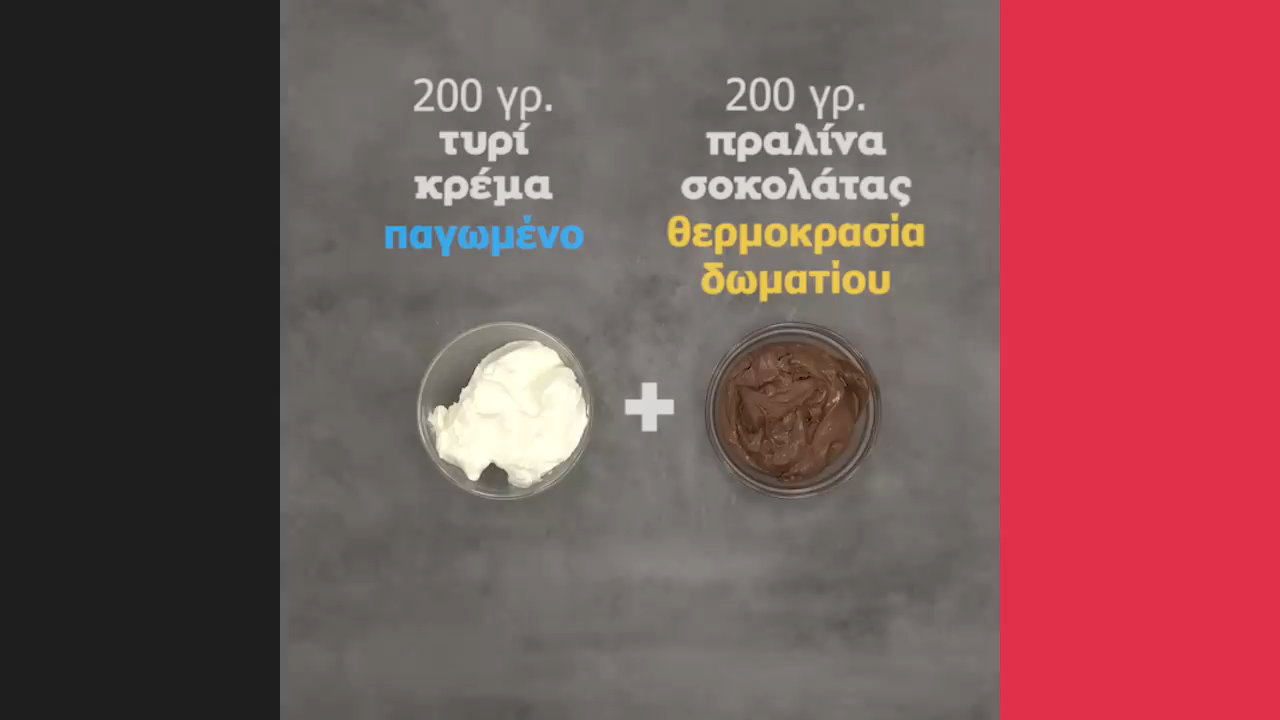 200 γρ.
τυρί
κρέμα
παγωμένο
200 γρ.
πραλίνα
σοκολάτας
θερμοκρασία
δωματίου